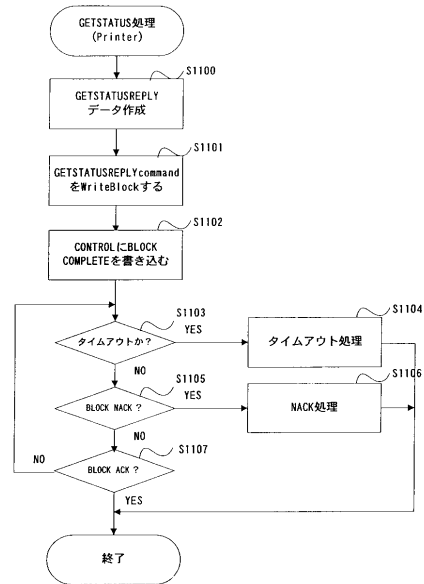 GETSTATUS処理
(Printer)
S1100
GETSTATUSREPLY
データ作成
S1101
GETSTATUSREPLYcommand
をWriteBlockする
S1102
CONTROLにBLOCK
COMPLETEを書き込む
S1103
タイムアウトか?
YES
S1104
タイムアウト処理
NO
S1105
BLOCK NACK?
YES
S1106
NACK処理
NO
S1107
BLOCK ACK?
NO
YES
終了